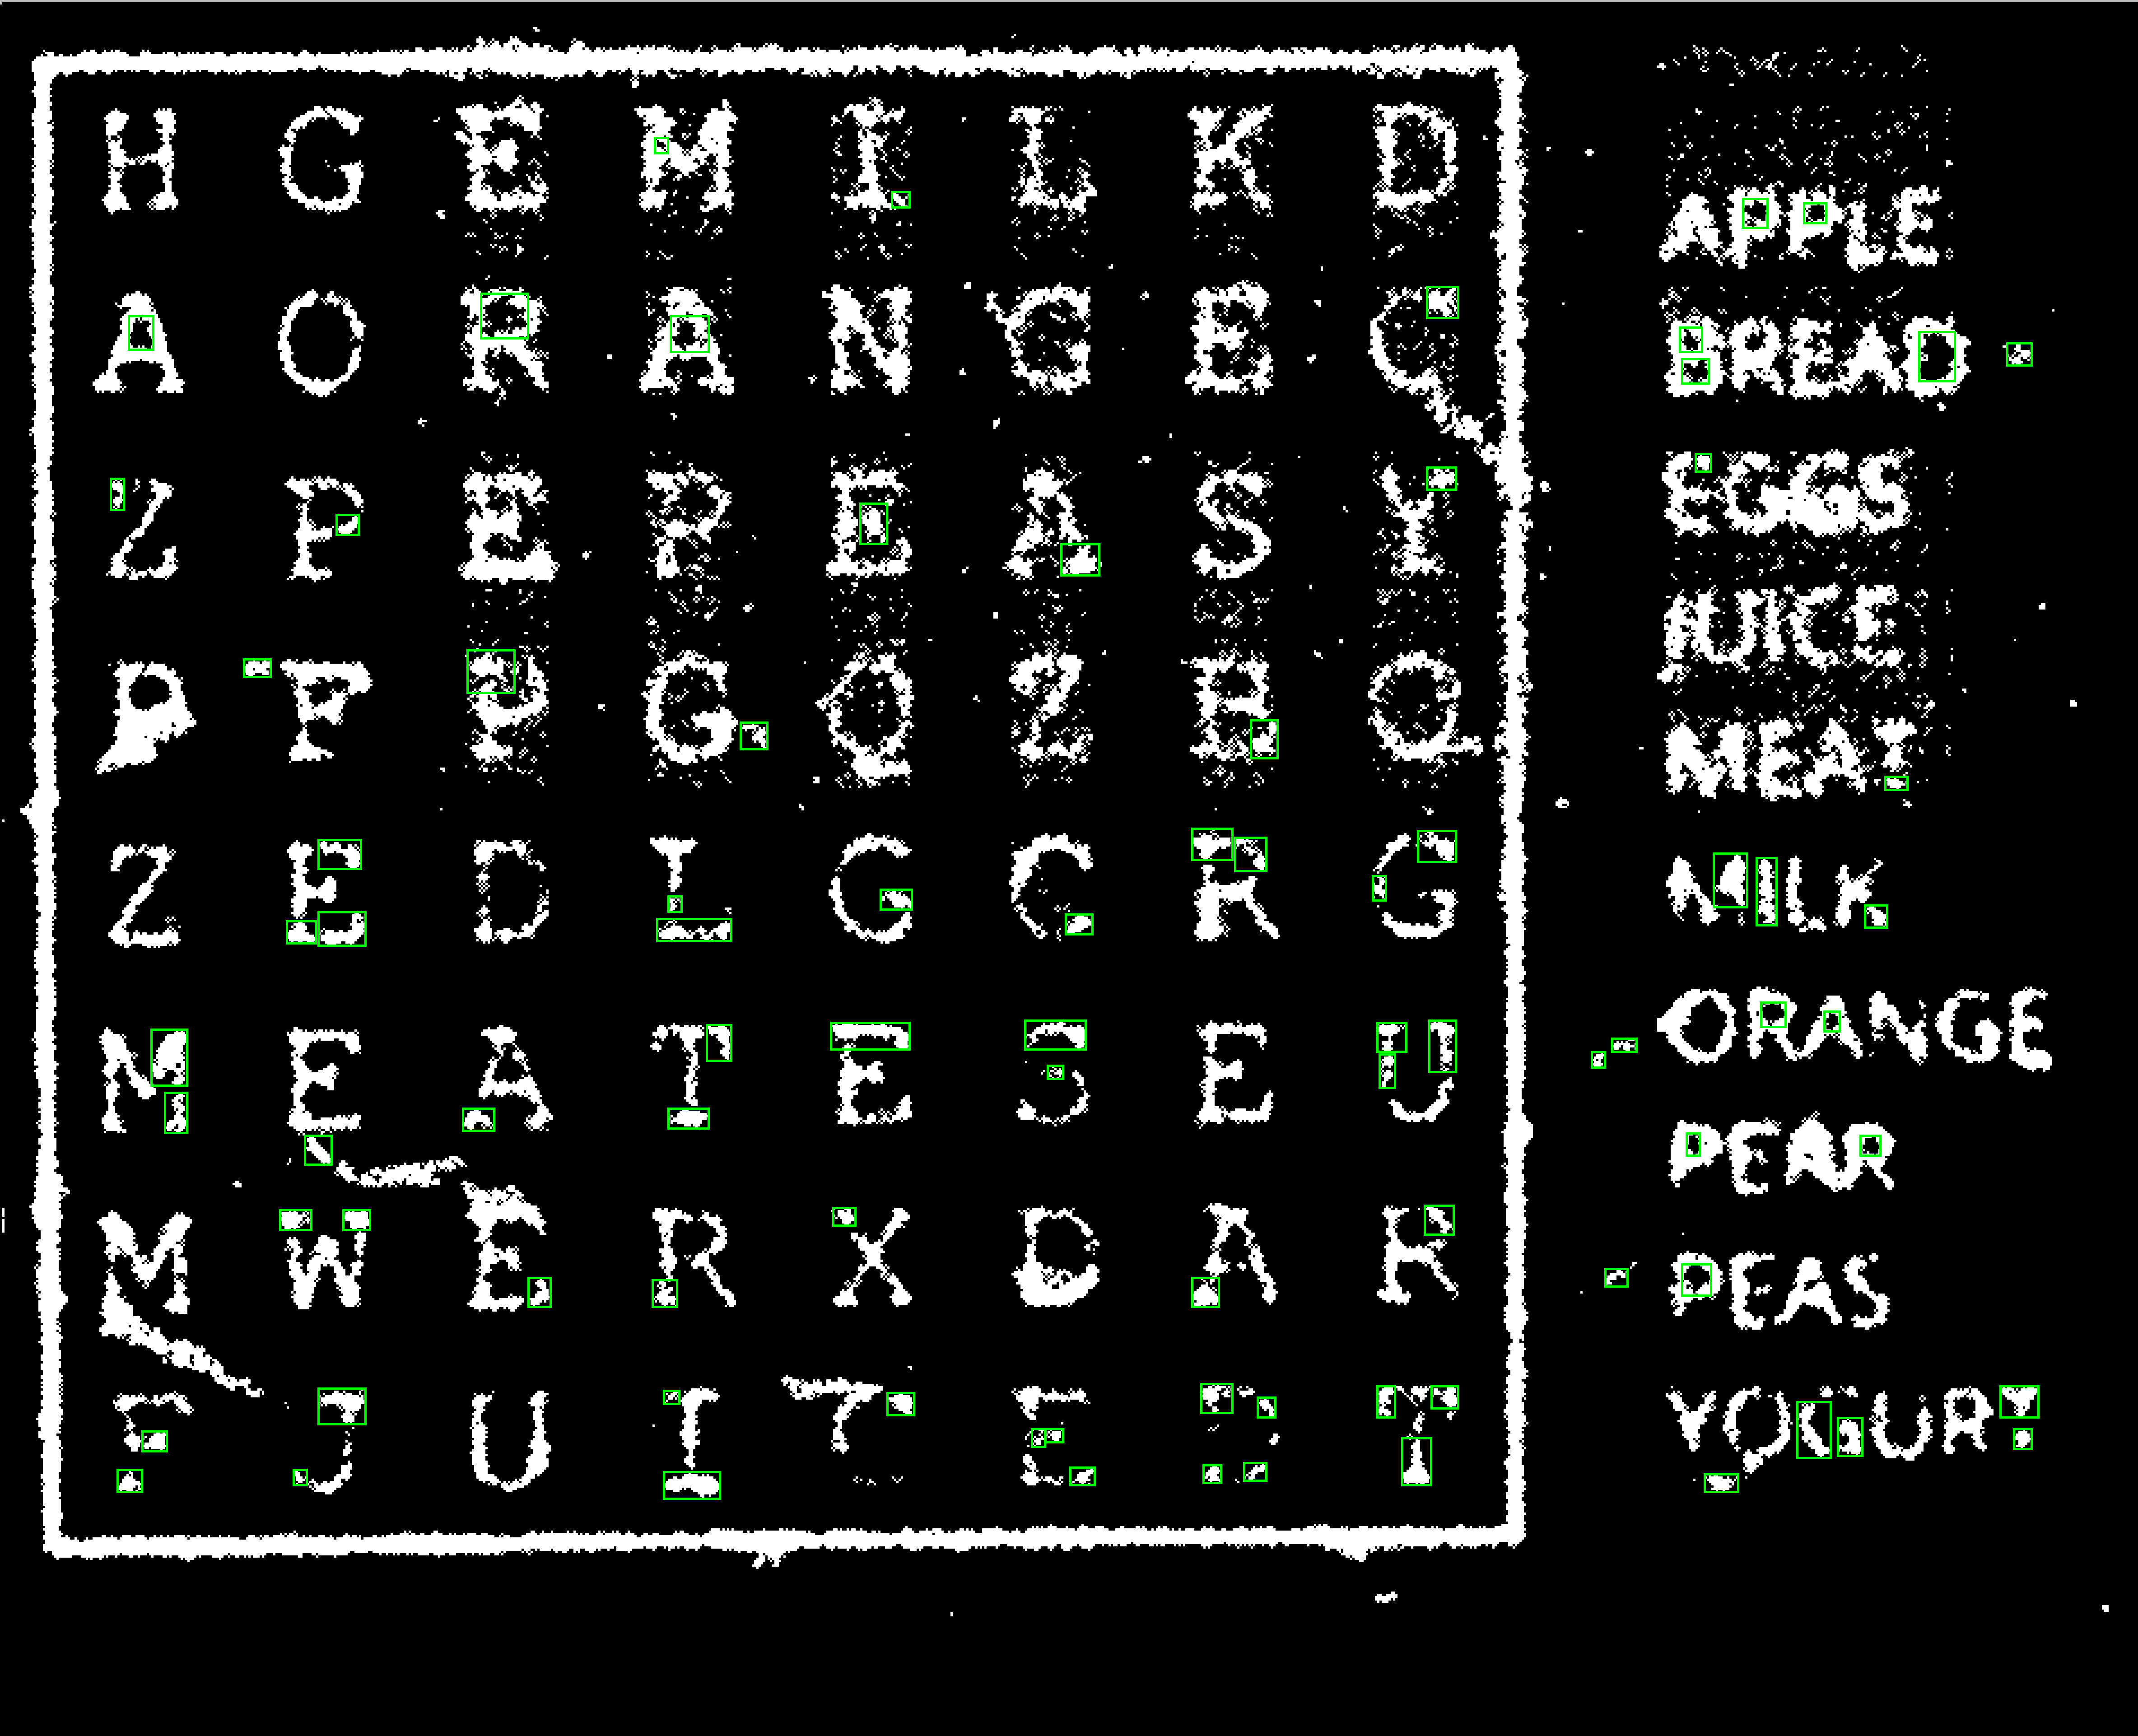 H G E M I L K D APPLE
A O R A N G E C BREAD
Z P E P E A S Y EGGS
JUICE
P F P G Q Z R Q MEAT
Z E D L G C R G MILK
M E A T E S E U ORANGE
PEAR
M W E R X B A R PEAS
F J U I E Y YOGURT